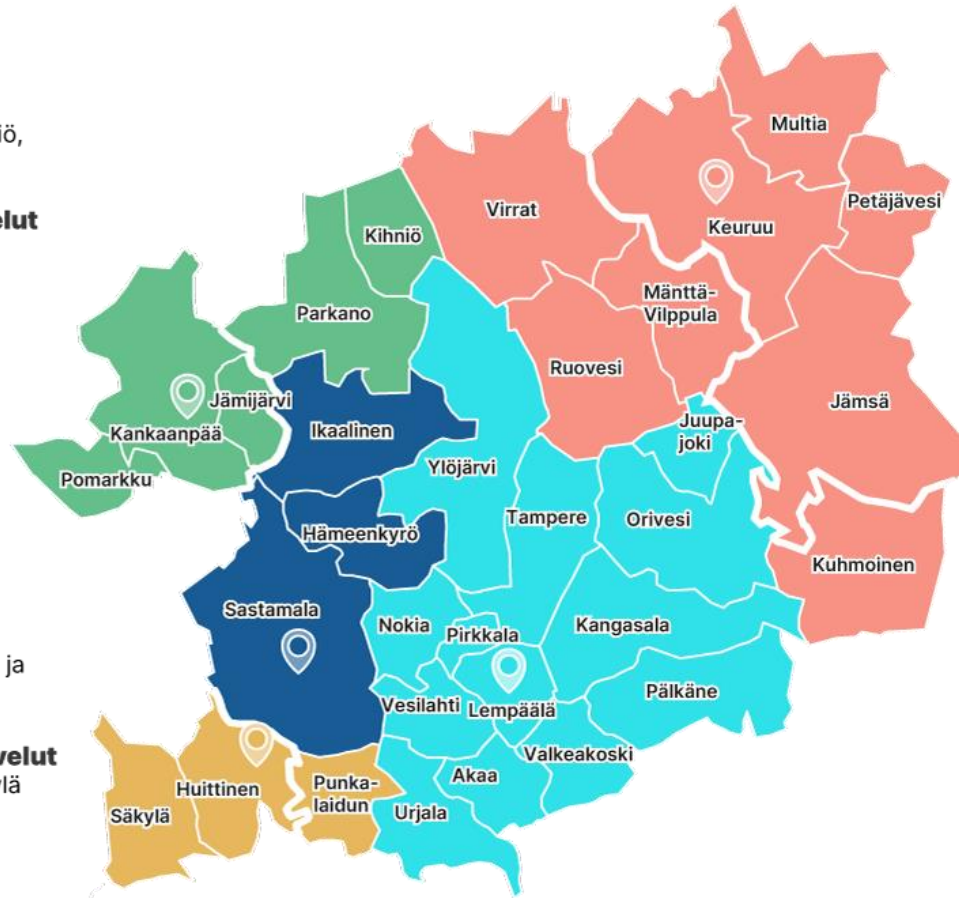 iö,
elut
ja
velut
lä
Multia
Petäjävesi
Virrat
Keuruu
Kihniö
Mänttä-
Vilppula
Parkano
Ruovesi
Jämijärvi
Jämsä
Juupa-
joki
Ikaalinen
Kankaanpää
Ylöjärvi
Pomarkku
Tampere
Orivesi
Hämeenkyrö
Kuhmoinen
Sastamala
Nokia
Pirkkala
Kangasala
Pälkäne
Vesilahti
Lempäälä
Valkeakoski
Akaa
Punka-
laidun
Huittinen
Säkylä
Urjala